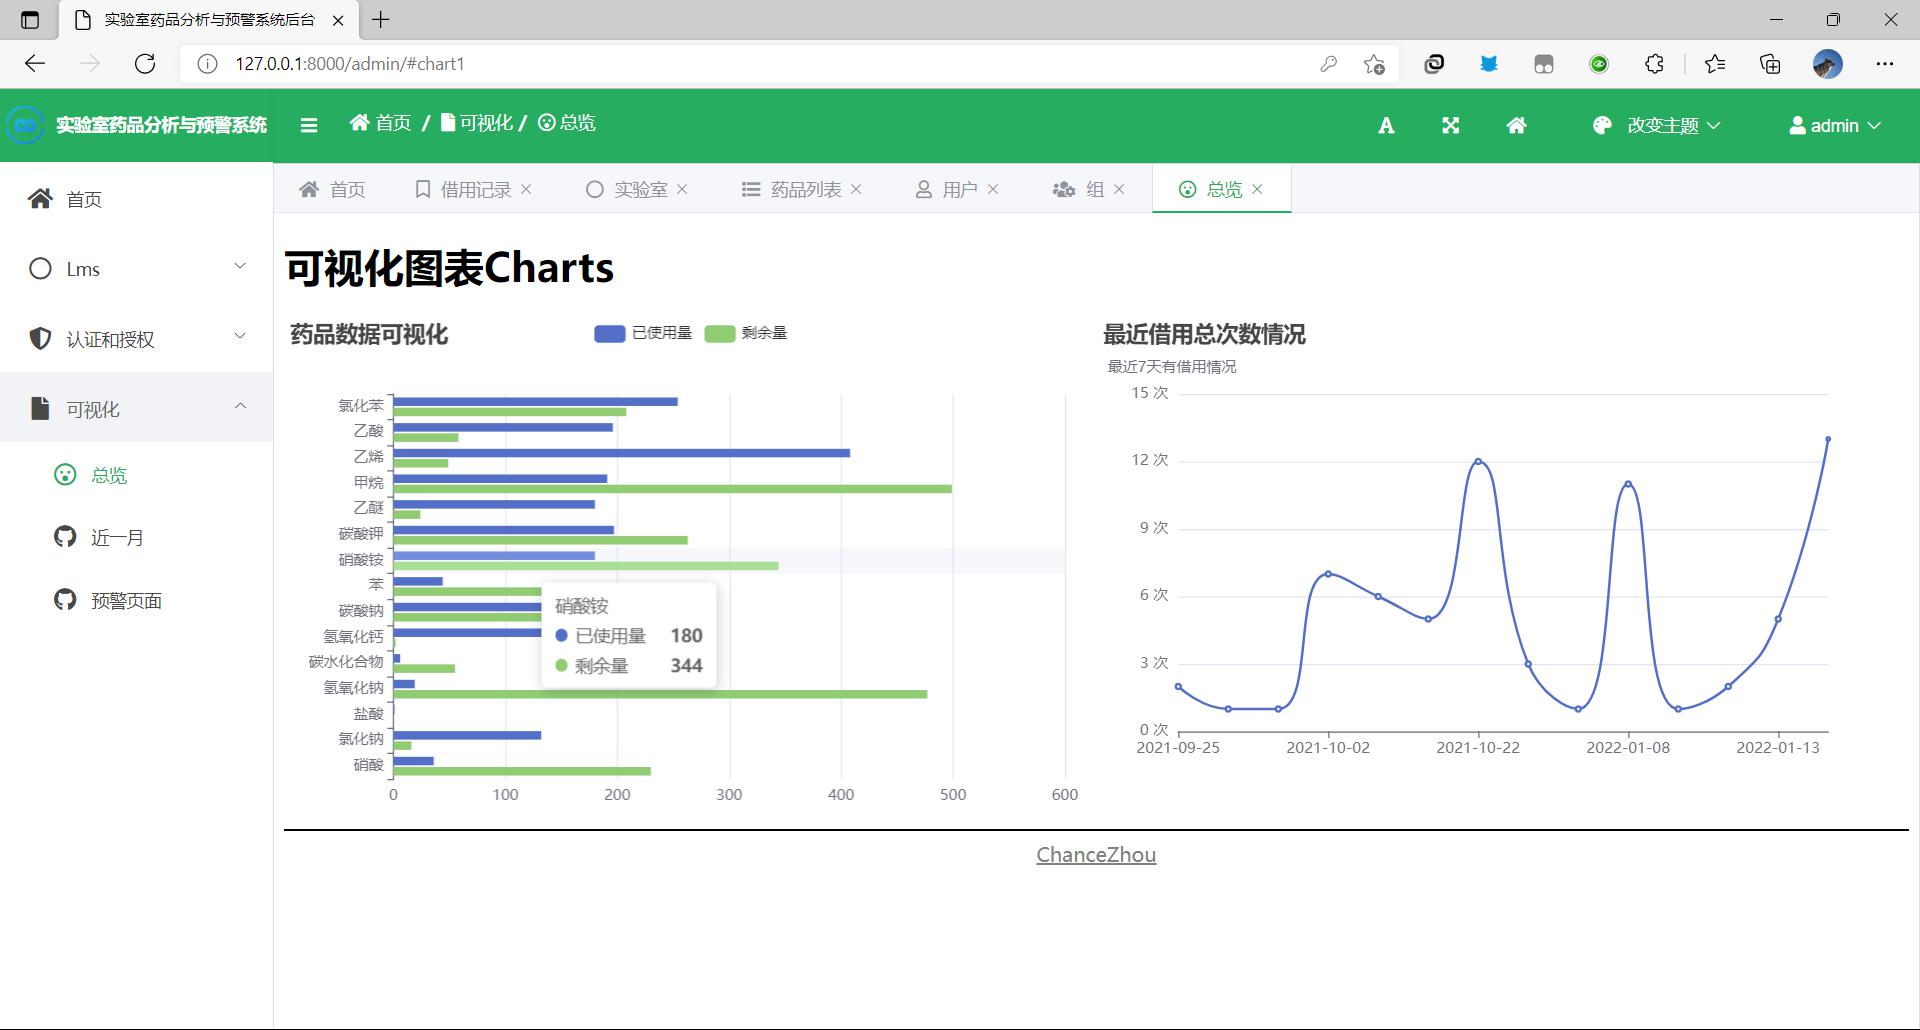 实验室药品分析与预警系统后台
127.0.0.1:8000/admin/#chart1
实验室药品分析与预警系统
首页 / 可视化 / 总览
A
改变主题
admin
首页
借用记录
实验室
药品列表
用户
组
总览
首页
Lms
认证和授权
可视化
总览
近一月
预警页面
可视化图表Charts
药品数据可视化
已使用量
剩余量
氯化苯
乙酸
乙烯
甲烷
乙醚
碳酸钾
硝酸铵
苯
碳酸钠
氢氧化钙
碳水化合物
氢氧化钠
盐酸
氯化钠
硝酸
0 100 200 300 400 500 600
硝酸铵
已使用量 180
剩余量 344
最近借用总次数情况
最近7天有借用情况
15 次
12 次
9 次
6 次
3 次
0 次
2021-09-25 2021-10-02 2021-10-22 2022-01-08 2022-01-13
ChanceZhou